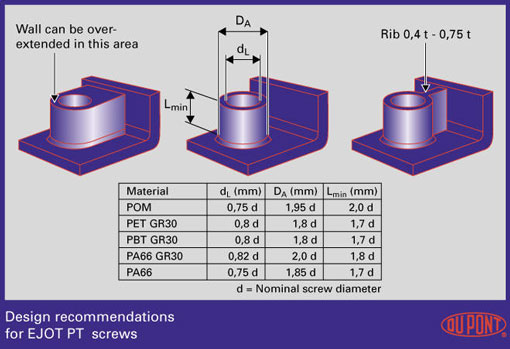 Wall can be over-
extended in this area
DA
dL
Lmin
Rib 0,4 t - 0,75 t
Material dL (mm) DA (mm) Lmin (mm)
POM 0,75 d 1,95 d 2,0 d
PET GR30 0,8 d 1,8 d 1,7 d
PBT GR30 0,8 d 1,8 d 1,7 d
PA66 GR30 0,82 d 2,0 d 1,8 d
PA66 0,75 d 1,85 d 1,7 d
d = Nominal screw diameter
Design recommendations
for EJOT PT screws
DUPONT